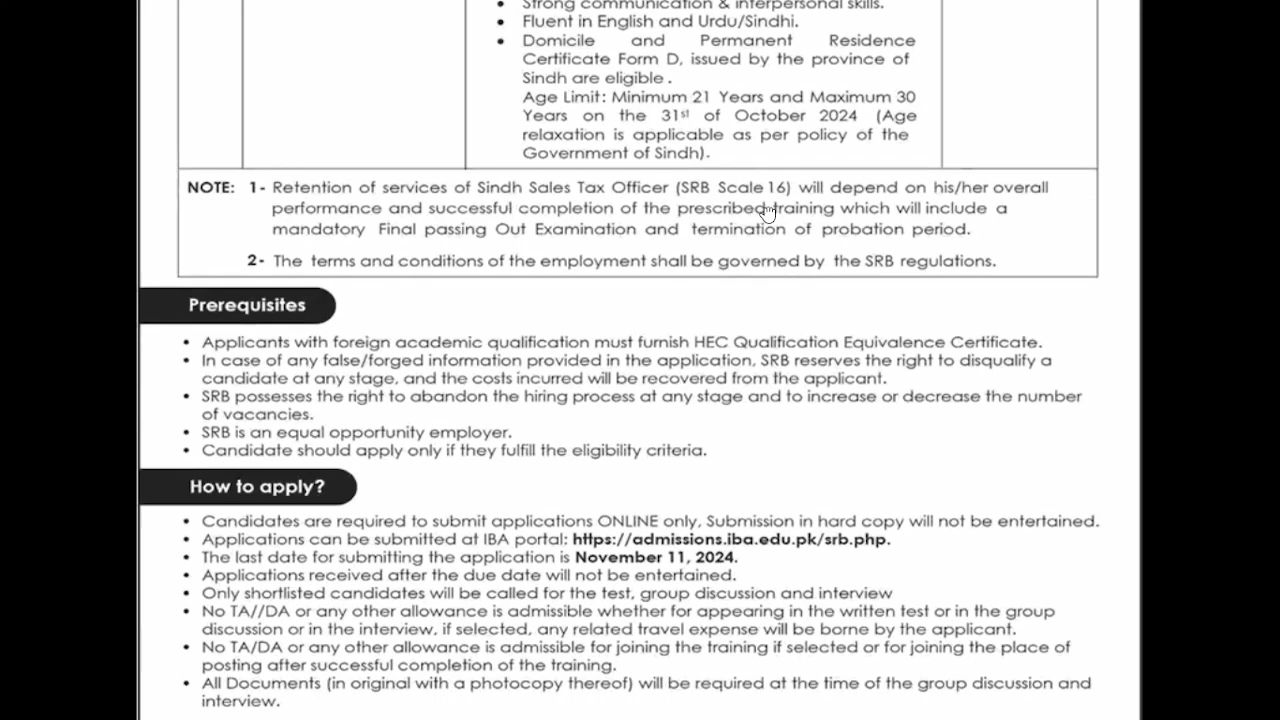 • Strong communication & interpersonal skills.
• Fluent in English and Urdu/Sindhi.
• Domicile and Permanent Residence
Certificate Form D, issued by the province of
Sindh are eligible .
Age Limit: Minimum 21 Years and Maximum 30
Years on the 31st of October 2024 (Age
relaxation is applicable as per policy of the
Government of Sindh).
NOTE: 1- Retention of services of Sindh Sales Tax Officer (SRB Scale 16) will depend on his/her overall
performance and successful completion of the prescribed training which will include a
mandatory Final passing Out Examination and termination of probation period.
2- The terms and conditions of the employment shall be governed by the SRB regulations.
Prerequisites
• Applicants with foreign academic qualification must furnish HEC Qualification Equivalence Certificate.
• In case of any false/forged information provided in the application, SRB reserves the right to disqualify a
candidate at any stage, and the costs incurred will be recovered from the applicant.
• SRB possesses the right to abandon the hiring process at any stage and to increase or decrease the number
of vacancies.
• SRB is an equal opportunity employer.
• Candidate should apply only if they fulfill the eligibility criteria.
How to apply?
• Candidates are required to submit applications ONLINE only, Submission in hard copy will not be entertained.
• Applications can be submitted at IBA portal: https://admissions.iba.edu.pk/srb.php.
• The last date for submitting the application is November 11, 2024.
• Applications received after the due date will not be entertained.
• Only shortlisted candidates will be called for the test, group discussion and interview
• No TA//DA or any other allowance is admissible whether for appearing in the written test or in the group
discussion or in the interview, if selected, any related travel expense will be borne by the applicant.
• No TA/DA or any other allowance is admissible for joining the training if selected or for joining the place of
posting after successful completion of the training.
• All Documents (in original with a photocopy thereof) will be required at the time of the group discussion and
interview.